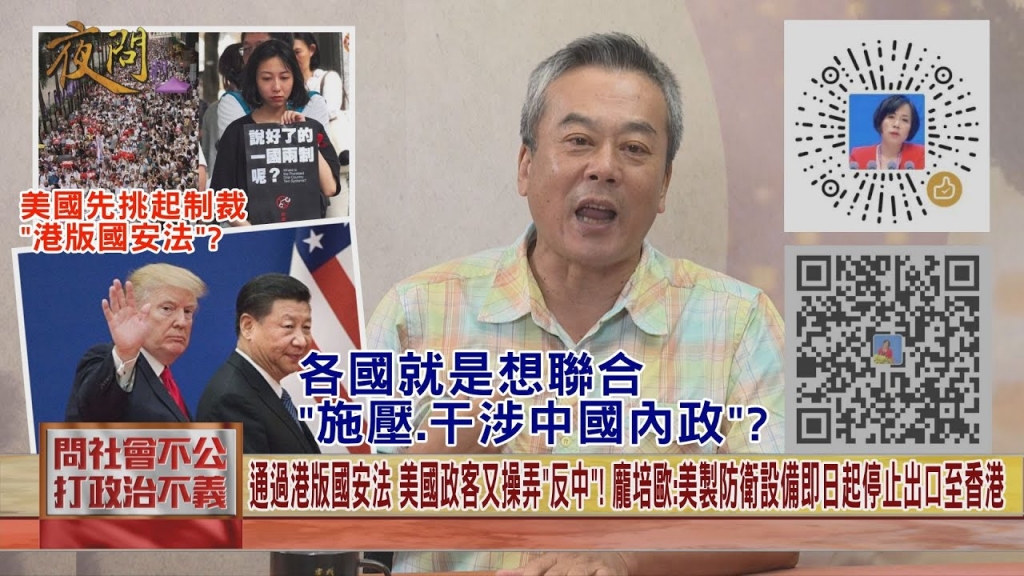 夜問
說好了的
一國兩制
呢？
美國先挑起制裁
"港版國安法"?
各國就是想聯合
"施壓.干涉中國內政"?
問社會不公
打政治不義
通過港版國安法 美國政客又操弄"反中"! 龐培歐:美製防衛設備即日起停止出口至香港